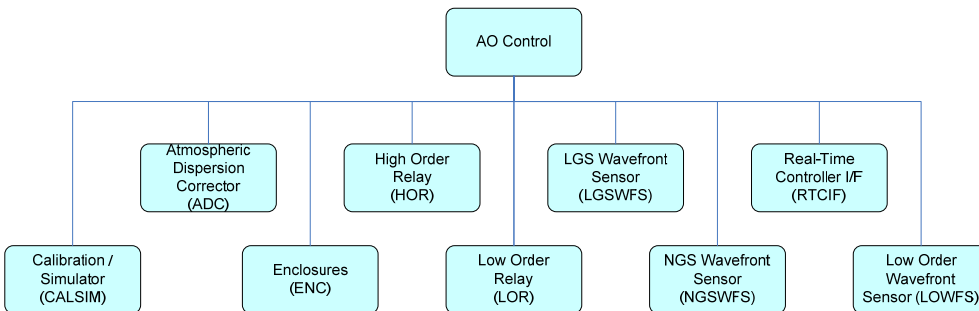 AO Control
Atmospheric
Dispersion
Corrector
(ADC)
High Order
Relay
(HOR)
LGS Wavefront
Sensor
(LGSWFS)
Real-Time
Controller I/F
(RTCIF)
Calibration /
Simulator
(CALSIM)
Enclosures
(ENC)
Low Order
Relay
(LOR)
NGS Wavefront
Sensor
(NGSWFS)
Low Order
Wavefront
Sensor (LOWFS)